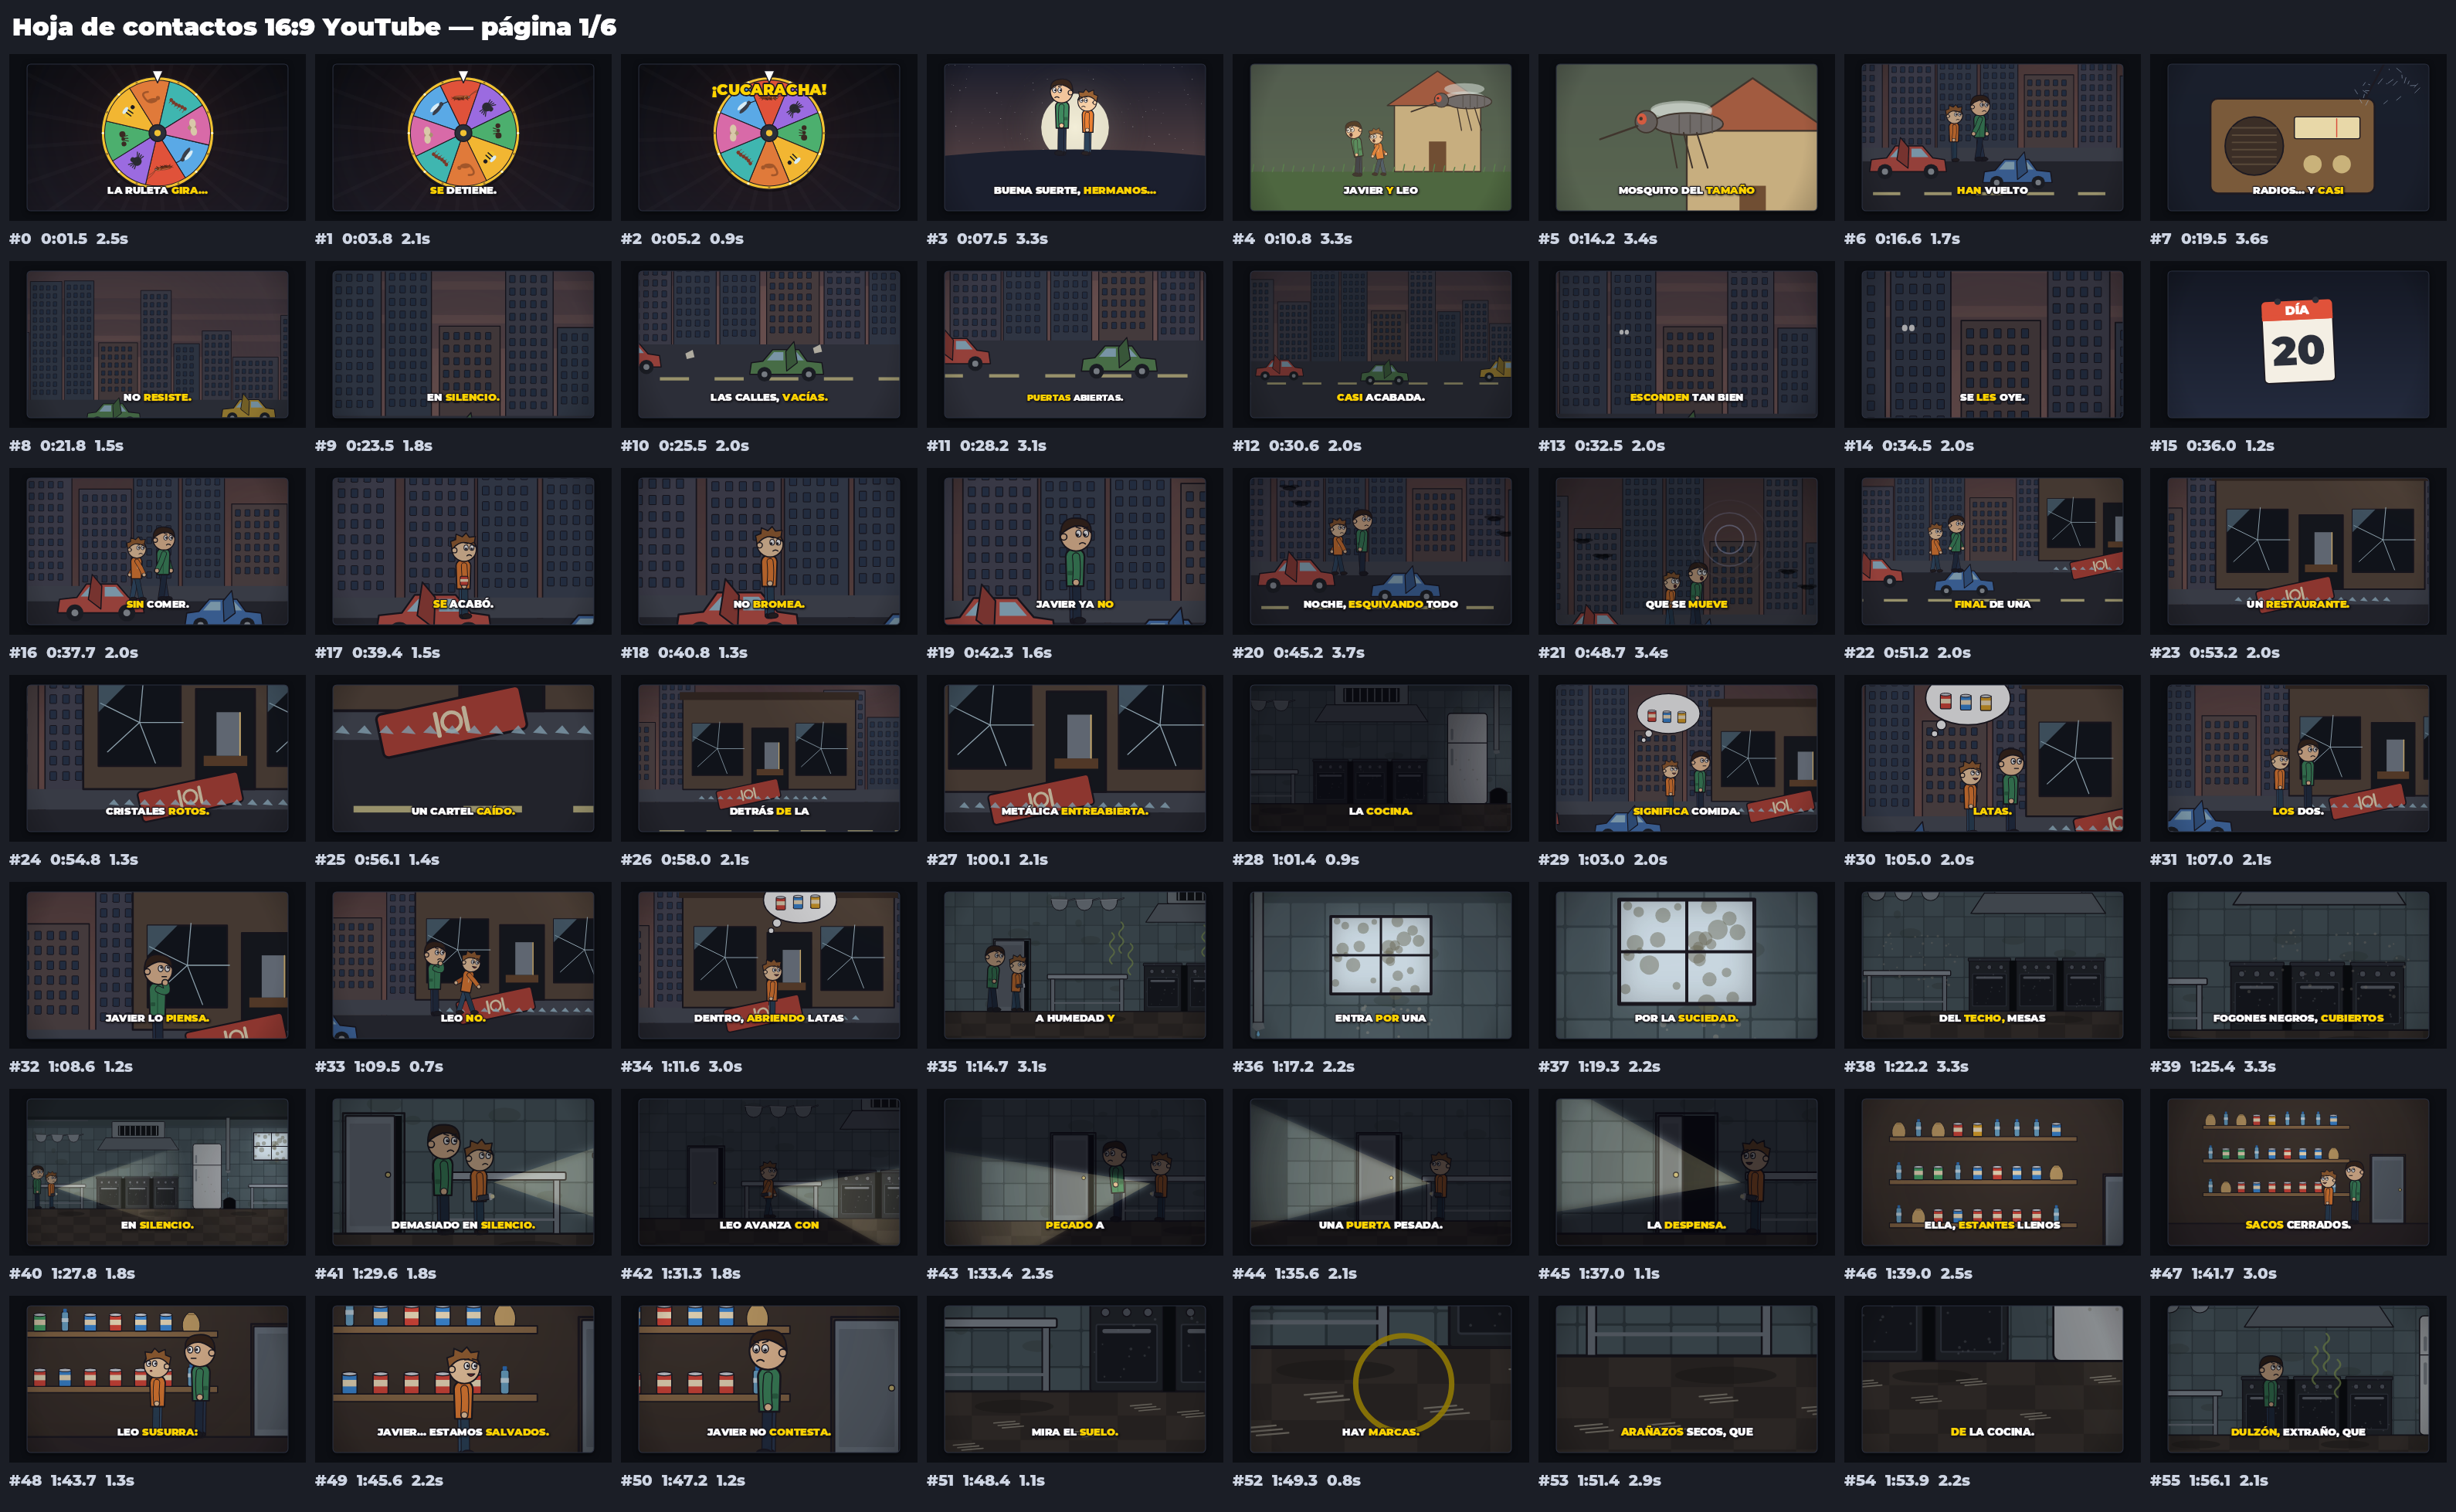 Hoja de contactos 16:9 YouTube — página 1/6
LA RULETA GIRA...
SE DETIENE.
¡CUCARACHA!
BUENA SUERTE, HERMANOS...
JAVIER Y LEO
MOSQUITO DEL TAMAÑO
HAN VUELTO
RADIOS... Y CASI
#0 0:01.5 2.5s
#1 0:03.8 2.1s
#2 0:05.2 0.9s
#3 0:07.5 3.3s
#4 0:10.8 3.3s
#5 0:14.2 3.4s
#6 0:16.6 1.7s
#7 0:19.5 3.6s
NO RESISTE.
EN SILENCIO.
LAS CALLES, VACÍAS.
PUERTAS ABIERTAS.
CASI ACABADA.
ESCONDEN TAN BIEN
SE LES OYE.
DÍA
20
#8 0:21.8 1.5s
#9 0:23.5 1.8s
#10 0:25.5 2.0s
#11 0:28.2 3.1s
#12 0:30.6 2.0s
#13 0:32.5 2.0s
#14 0:34.5 2.0s
#15 0:36.0 1.2s
SIN COMER.
SE ACABÓ.
NO BROMEA.
JAVIER YA NO
NOCHE, ESQUIVANDO TODO
QUE SE MUEVE
FINAL DE UNA
UN RESTAURANTE.
#16 0:37.7 2.0s
#17 0:39.4 1.5s
#18 0:40.8 1.3s
#19 0:42.3 1.6s
#20 0:45.2 3.7s
#21 0:48.7 3.4s
#22 0:51.2 2.0s
#23 0:53.2 2.0s
CRISTALES ROTOS.
UN CARTEL CAÍDO.
DETRÁS DE LA
METÁLICA ENTREABIERTA.
LA COCINA.
SIGNIFICA COMIDA.
LATAS.
LOS DOS.
#24 0:54.8 1.3s
#25 0:56.1 1.4s
#26 0:58.0 2.1s
#27 1:00.1 2.1s
#28 1:01.4 0.9s
#29 1:03.0 2.0s
#30 1:05.0 2.0s
#31 1:07.0 2.1s
JAVIER LO PIENSA.
LEO NO.
DENTRO, ABRIENDO LATAS
A HUMEDAD Y
ENTRA POR UNA
POR LA SUCIEDAD.
DEL TECHO, MESAS
FOGONES NEGROS, CUBIERTOS
#32 1:08.6 1.2s
#33 1:09.5 0.7s
#34 1:11.6 3.0s
#35 1:14.7 3.1s
#36 1:17.2 2.2s
#37 1:19.3 2.2s
#38 1:22.2 3.3s
#39 1:25.4 3.3s
EN SILENCIO.
DEMASIADO EN SILENCIO.
LEO AVANZA CON
PEGADO A
UNA PUERTA PESADA.
LA DESPENSA.
ELLA, ESTANTES LLENOS
SACOS CERRADOS.
#40 1:27.8 1.8s
#41 1:29.6 1.8s
#42 1:31.3 1.8s
#43 1:33.4 2.3s
#44 1:35.6 2.1s
#45 1:37.0 1.1s
#46 1:39.0 2.5s
#47 1:41.7 3.0s
LEO SUSURRA:
JAVIER... ESTAMOS SALVADOS.
JAVIER NO CONTESTA.
MIRA EL SUELO.
HAY MARCAS.
ARAÑAZOS SECOS, QUE
DE LA COCINA.
DULZÓN, EXTRAÑO, QUE
#48 1:43.7 1.3s
#49 1:45.6 2.2s
#50 1:47.2 1.2s
#51 1:48.4 1.1s
#52 1:49.3 0.8s
#53 1:51.4 2.9s
#54 1:53.9 2.2s
#55 1:56.1 2.1s